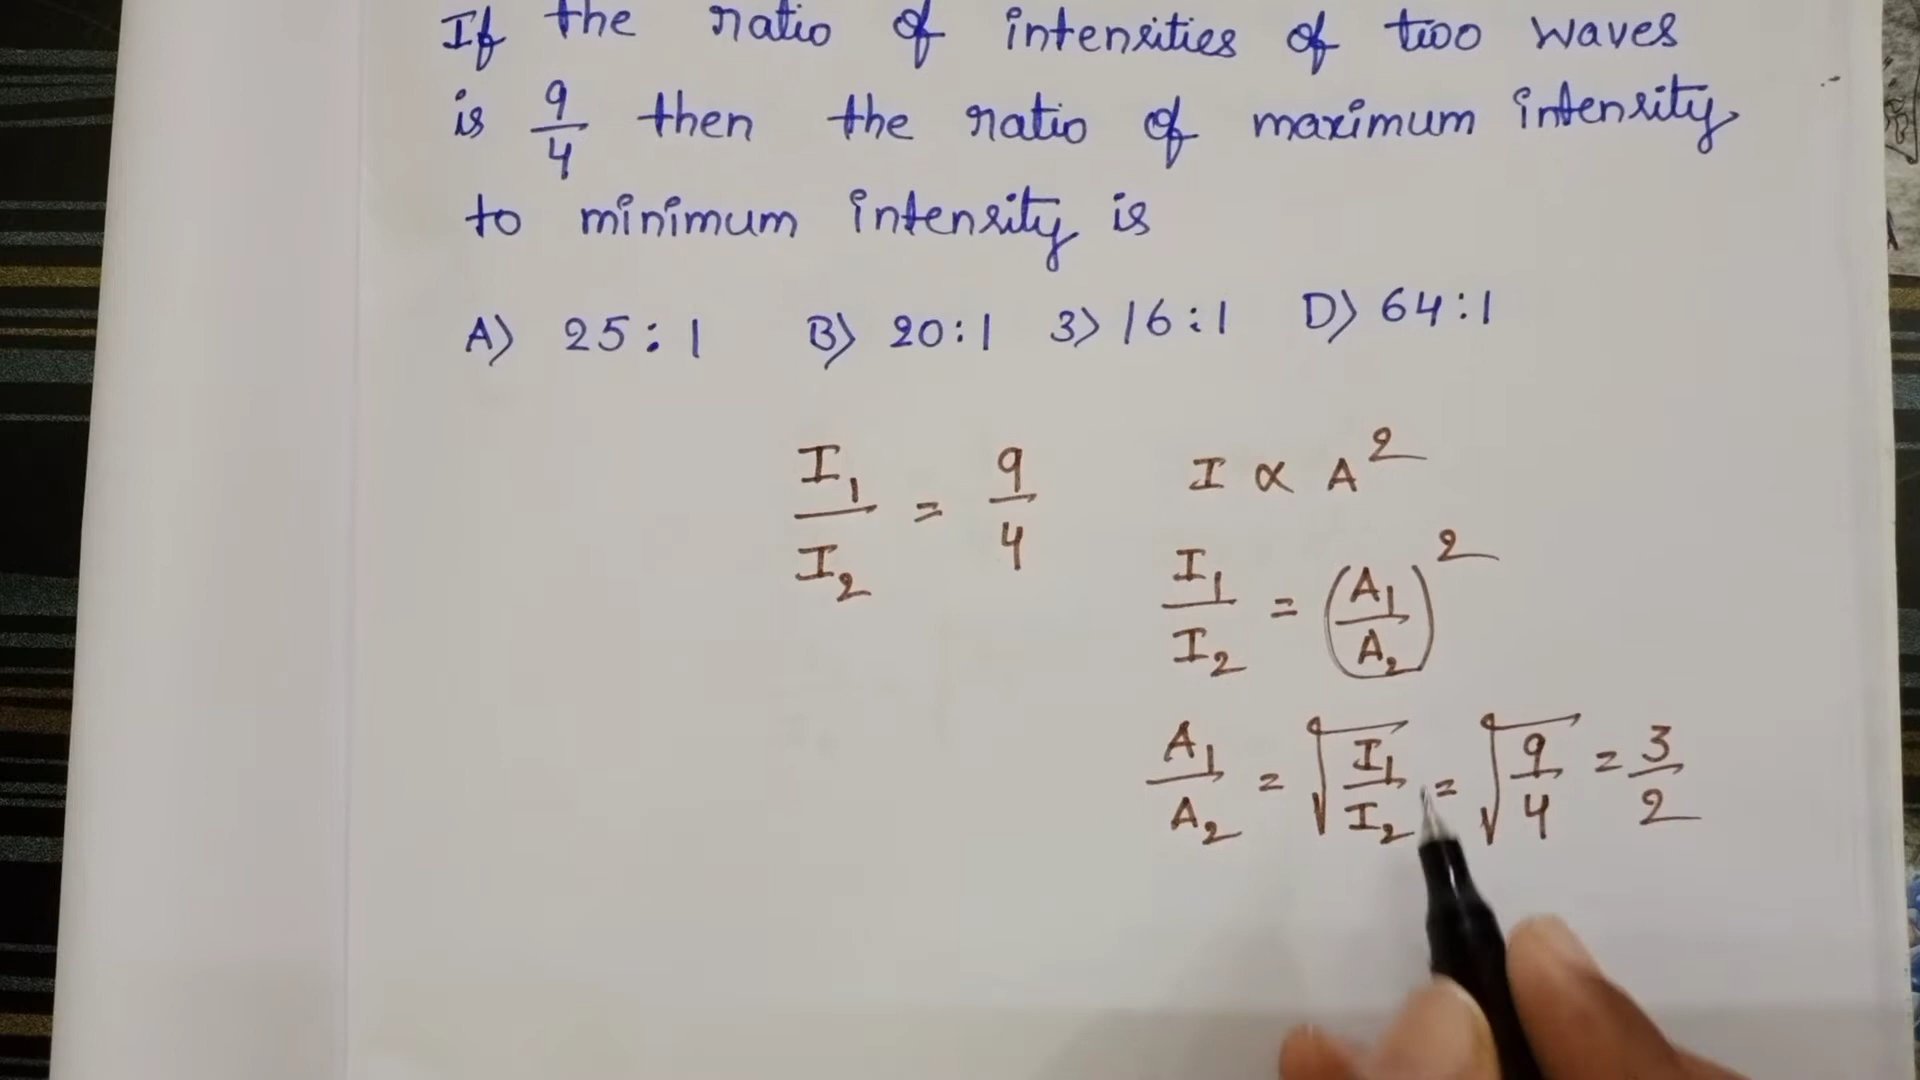 If the ratio of intensities of two waves
is 9/4 then the ratio of maximum intensity
to minimum intensity is
A) 25:1 B) 20:1 3) 16:1 D) 64:1
I₁/I₂ = 9/4
I ∝ A²
I₁/I₂ = (A₁/A₂)²
A₁/A₂ = √(I₁/I₂) = √(9/4) = 3/2